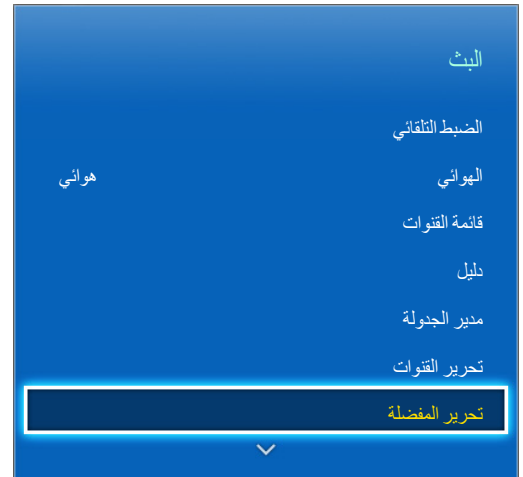 البث
الضبط التلقائي
الهوائي هوائي
قائمة القنوات
دليل
مدير الجدولة
تحرير القنوات
تحرير المفضلة